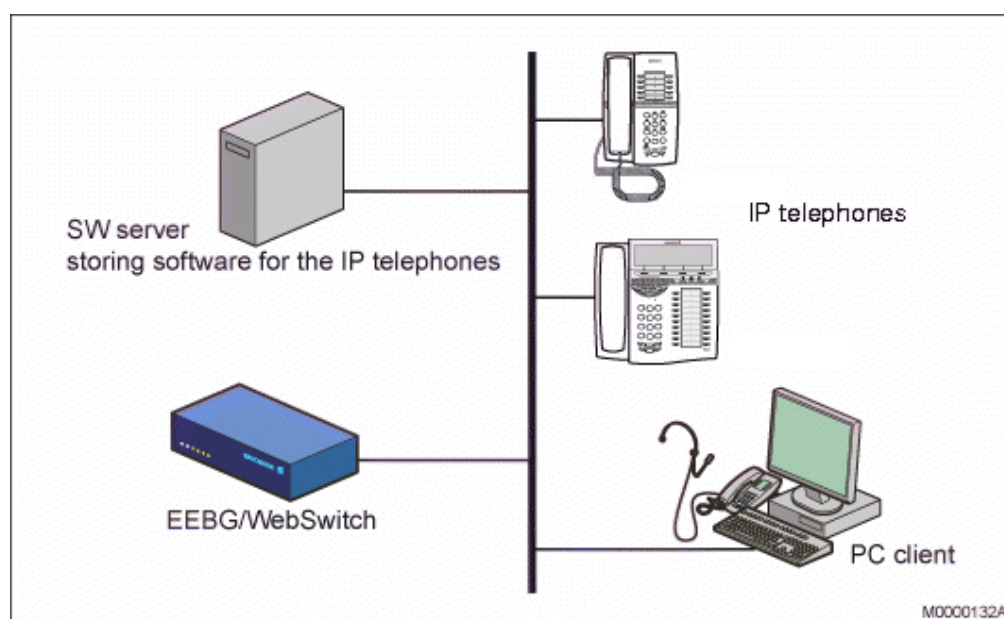 IP telephones
SW server
storing software for the IP telephones
EEBG/WebSwitch
PC client
M0000132A